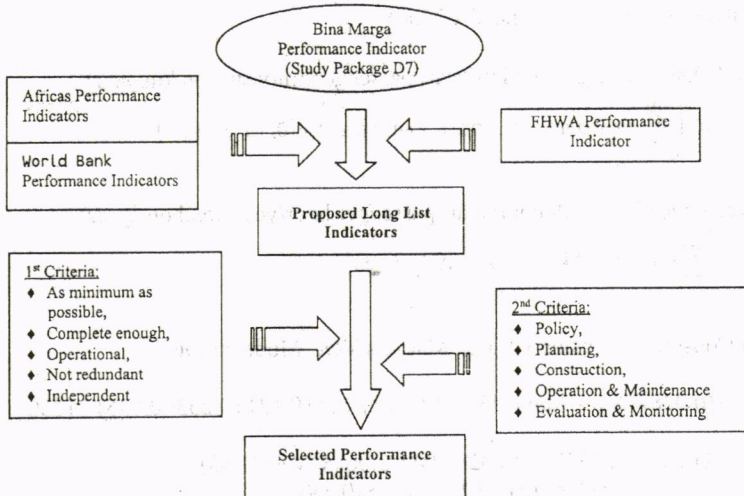 Bina Marga
Performance Indicator
(Study Package D7)
Africas Performance
Indicators
World Bank
Performance Indicators
FHWA Performance
Indicator
Proposed Long List
Indicators
1st Criteria:
♦ As minimum as
possible,
♦ Complete enough,
♦ Operational,
♦ Not redundant
♦ Independent
2nd Criteria:
♦ Policy,
♦ Planning,
♦ Construction,
♦ Operation & Maintenance
♦ Evaluation & Monitoring
Selected Performance
Indicators